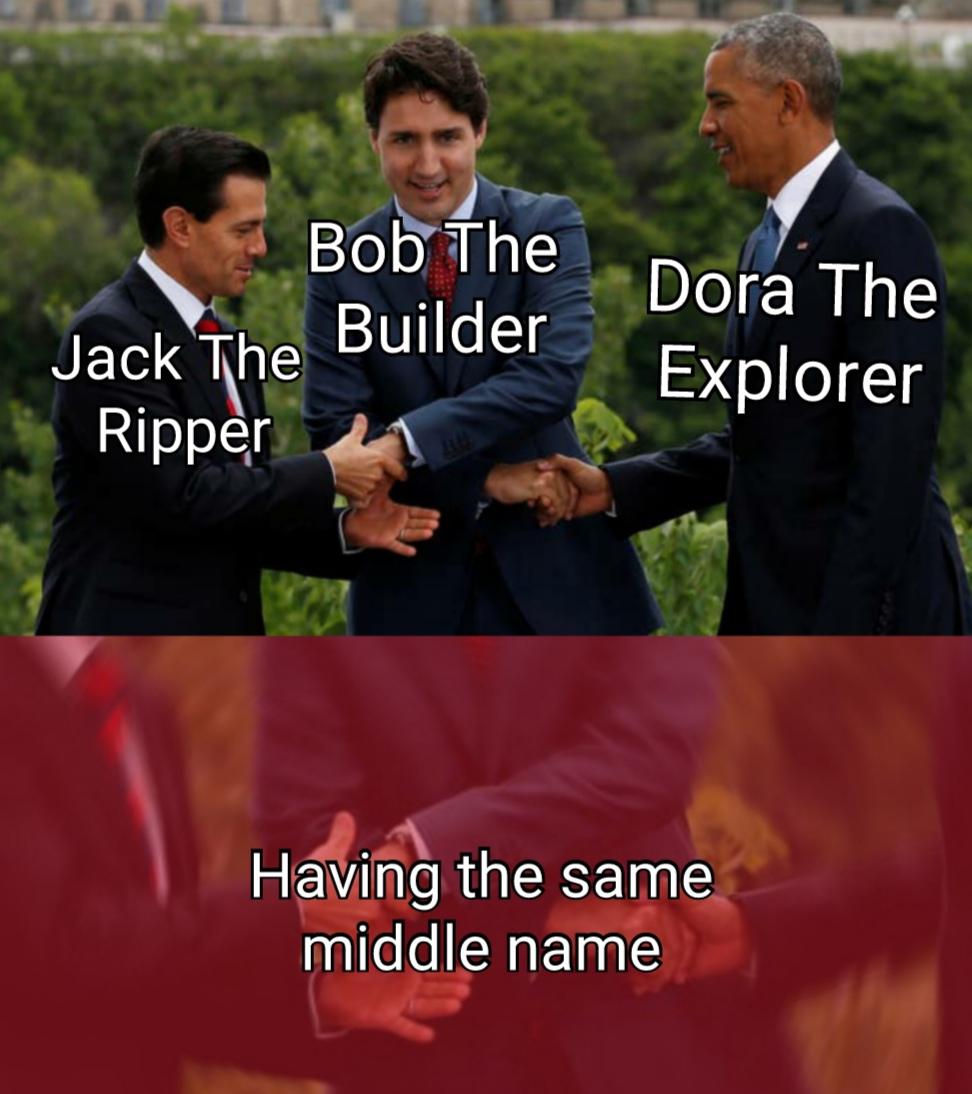 Jack The
Ripper
Bob The
Builder
Dora The
Explorer
Having the same
middle name